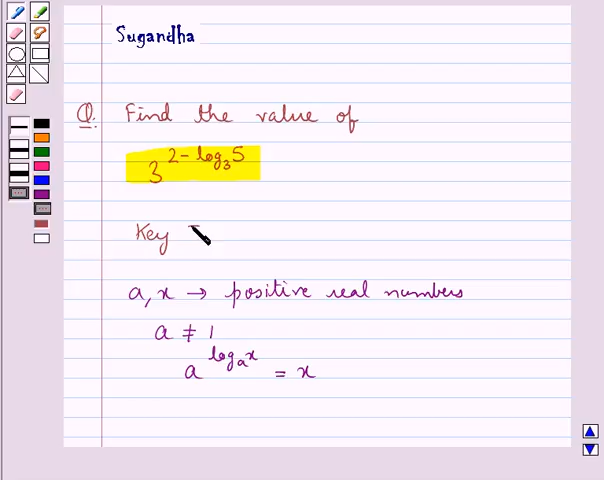 Sugandha
Q. Find the value of
3^{2-log_3 5}
Key
a, x → positive real numbers
a ≠ 1
a^{log_a x} = x